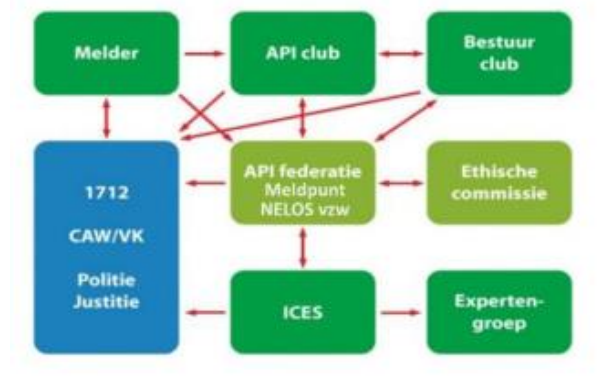 Melder
API club
Bestuur
club
1712
CAW/VK
Politie
Justitie
API federatie
Meldpunt
NELOS vzw
Ethische
commissie
ICES
Experten-
groep